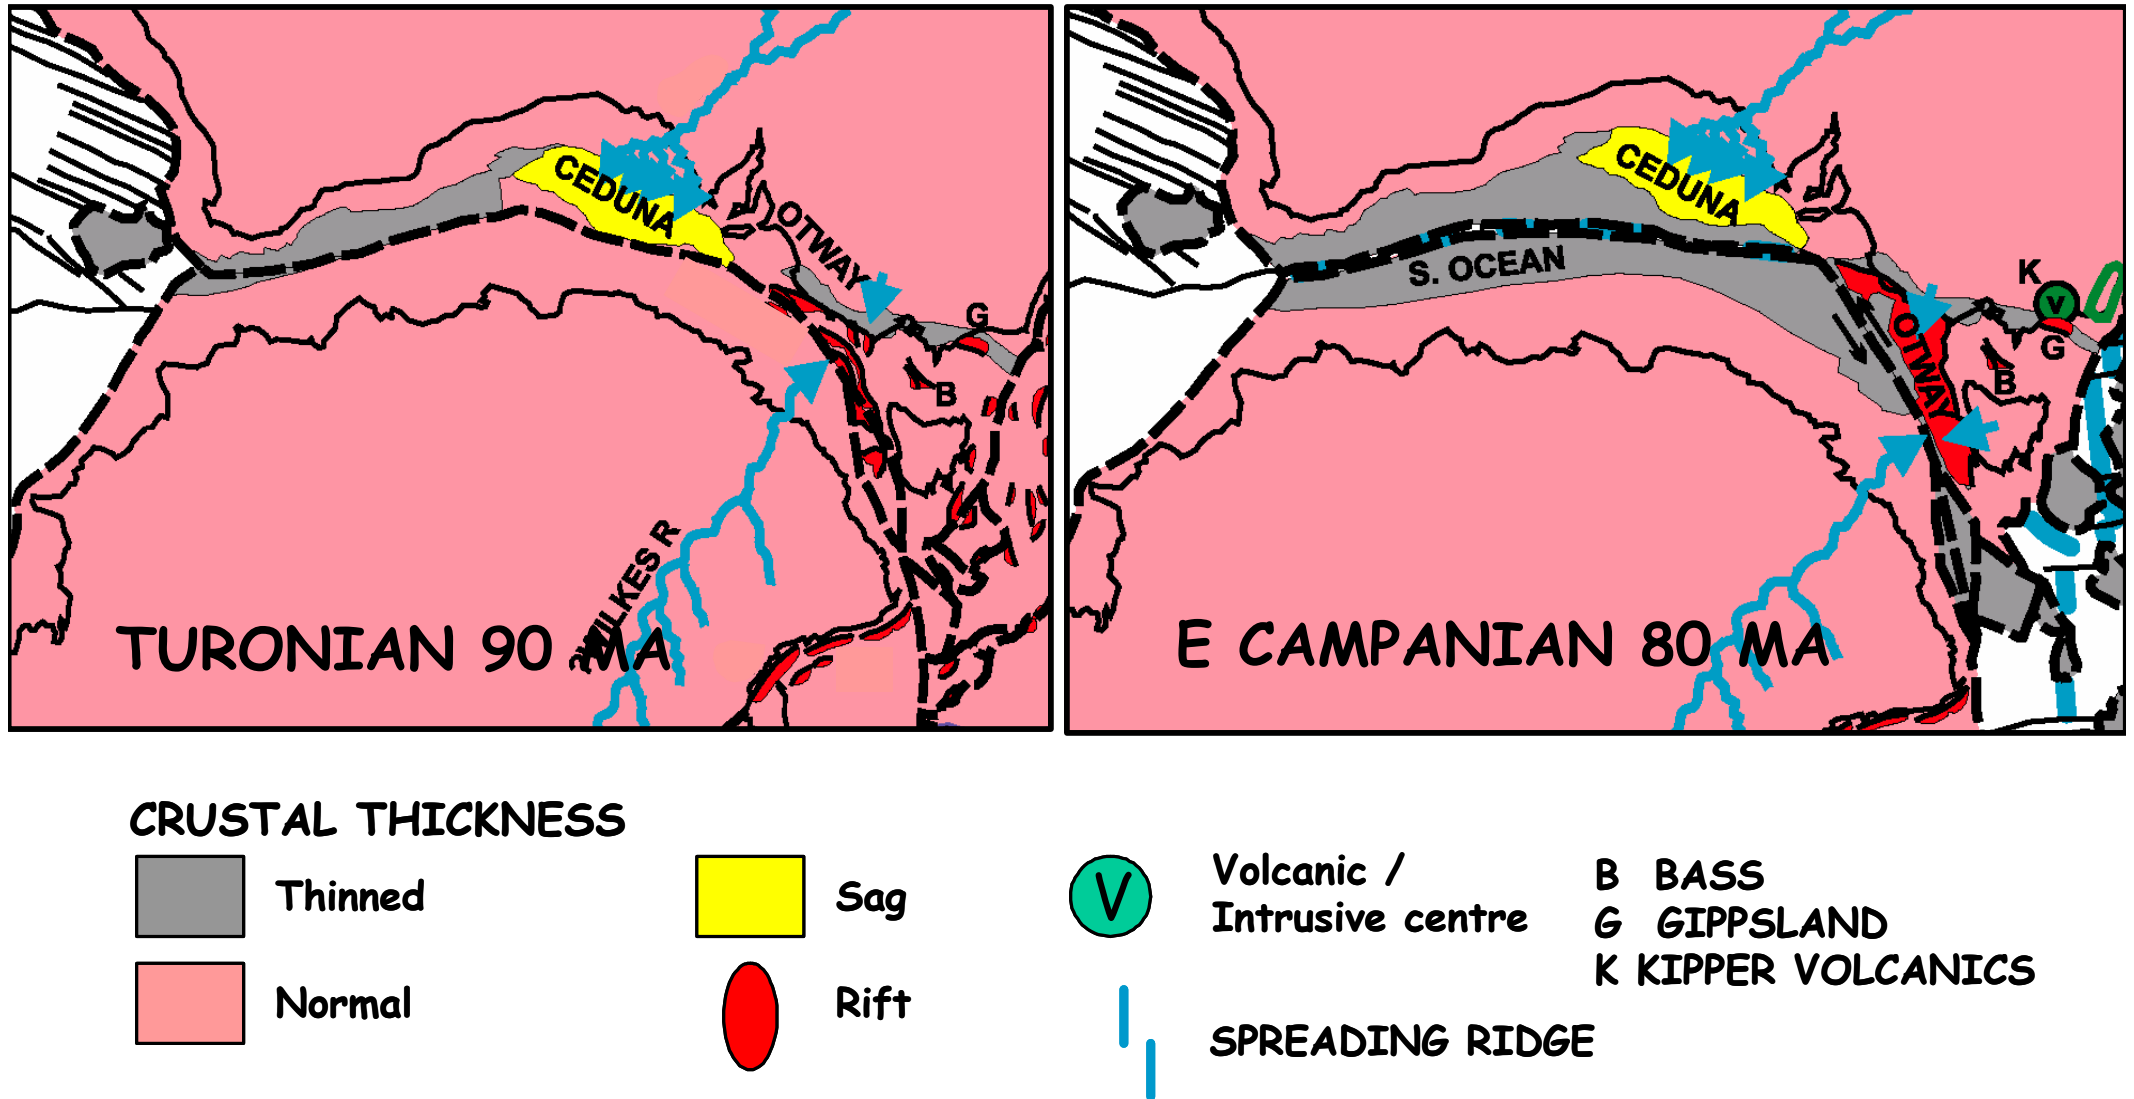 CEDUNA
OTWAY
G
B
?WILKES R
TURONIAN 90 MA
CEDUNA
S. OCEAN
K
V
G
OTWAY
B
E CAMPANIAN 80 MA
CRUSTAL THICKNESS
Thinned
Normal
Sag
Rift
V
Volcanic /
Intrusive centre
SPREADING RIDGE
B BASS
G GIPPSLAND
K KIPPER VOLCANICS